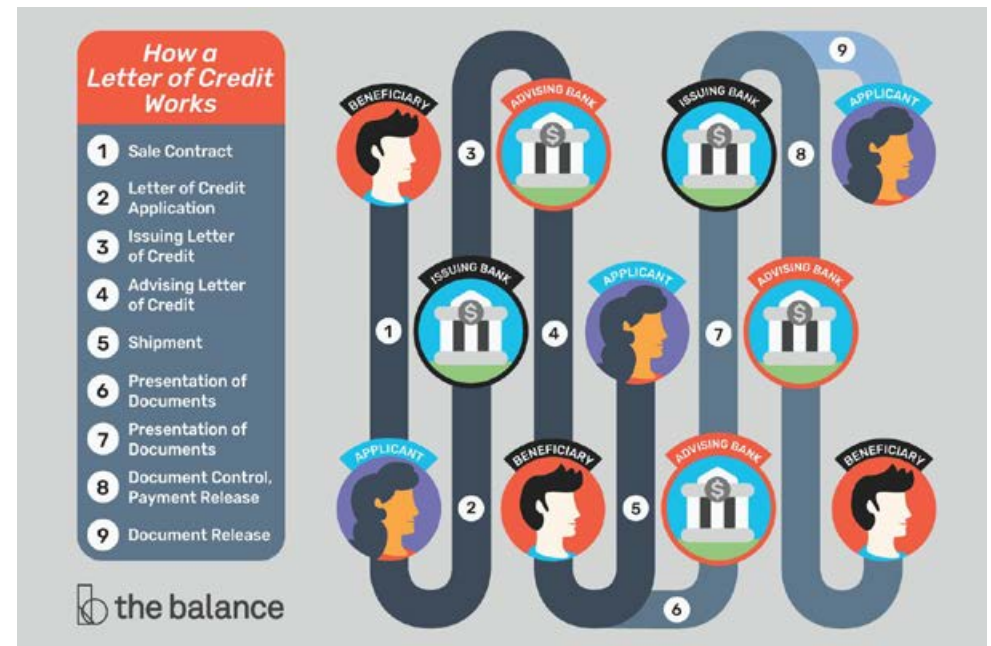 How a
Letter of Credit
Works
1 Sale Contract
2 Letter of Credit
Application
3 Issuing Letter
of Credit
4 Advising Letter
of Credit
5 Shipment
6 Presentation of
Documents
7 Presentation of
Documents
8 Document Control,
Payment Release
9 Document Release
the balance
BENEFICIARY
3
ADVISING BANK
$
ISSUING BANK
$
8
9
APPLICANT
1
ISSUING BANK
$
4
APPLICANT
7
ADVISING BANK
$
APPLICANT
2
BENEFICIARY
5
ADVISING BANK
$
BENEFICIARY
6